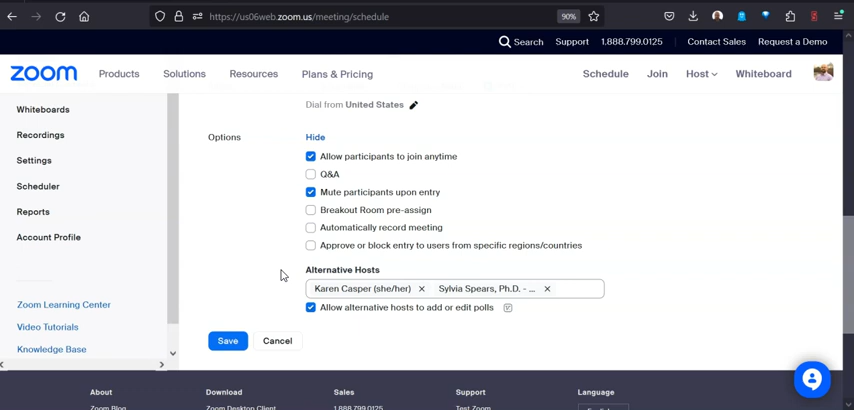 https://us06web.zoom.us/meeting/schedule
90%
Search Support 1.888.799.0125 Contact Sales Request a Demo
zoom Products Solutions Resources Plans & Pricing Schedule Join Host Whiteboard
Whiteboards
Recordings
Settings
Scheduler
Reports
Account Profile
Zoom Learning Center
Video Tutorials
Knowledge Base
Dial from United States
Options Hide
Allow participants to join anytime
Q&A
Mute participants upon entry
Breakout Room pre-assign
Automatically record meeting
Approve or block entry to users from specific regions/countries
Alternative Hosts
Karen Casper (she/her) × Sylvia Spears, Ph.D. - ... ×
Allow alternative hosts to add or edit polls
Save Cancel
About Download Sales Support Language
Zoom Blog Zoom Desktop Client 1.888.799.0125 Test Zoom English